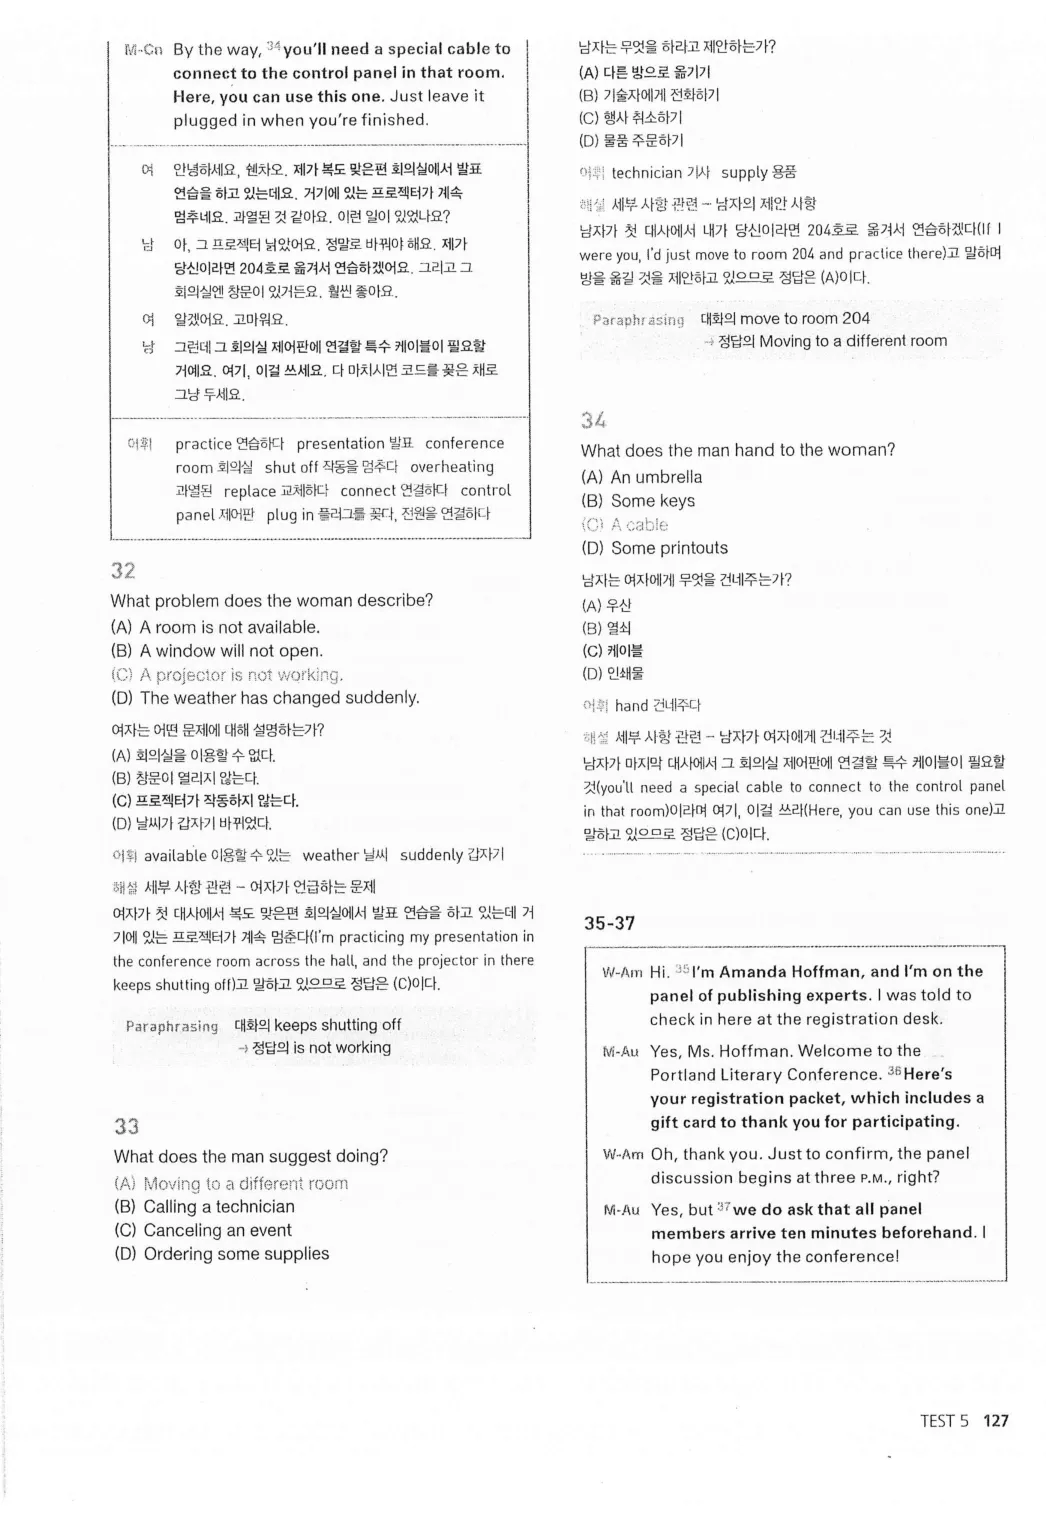 M-Cn By the way, 34 you'll need a special cable to
connect to the control panel in that room.
Here, you can use this one. Just leave it
plugged in when you're finished.
여 안녕하세요, 쉔차오. 제가 복도 맞은편 회의실에서 발표
연습을 하고 있는데요. 거기에 있는 프로젝터가 계속
멈추네요. 과열된 것 같아요. 이런 일이 있었나요?
남 아, 그 프로젝터 낡았어요. 정말로 바꿔야 해요. 제가
당신이라면 204호로 옮겨서 연습하겠어요. 그리고 그
회의실엔 창문이 있거든요. 훨씬 좋아요.
여 알겠어요. 고마워요.
남 그런데 그 회의실 제어판에 연결할 특수 케이블이 필요할
거예요. 여기, 이걸 쓰세요. 다 마치시면 코드를 꽂은 채로
그냥 두세요.
어휘 practice 연습하다 presentation 발표 conference
room 회의실 shut off 작동을 멈추다 overheating
과열된 replace 교체하다 connect 연결하다 control
panel 제어판 plug in 플러그를 꽂다, 전원을 연결하다
32
What problem does the woman describe?
(A) A room is not available.
(B) A window will not open.
(C) A projector is not working.
(D) The weather has changed suddenly.
여자는 어떤 문제에 대해 설명하는가?
(A) 회의실을 이용할 수 없다.
(B) 창문이 열리지 않는다.
(C) 프로젝터가 작동하지 않는다.
(D) 날씨가 갑자기 바뀌었다.
어휘 available 이용할 수 있는 weather 날씨 suddenly 갑자기
해설 세부 사항 관련 – 여자가 언급하는 문제
여자가 첫 대사에서 복도 맞은편 회의실에서 발표 연습을 하고 있는데 거
기에 있는 프로젝터가 계속 멈춘다(I'm practicing my presentation in
the conference room across the hall, and the projector in there
keeps shutting off)고 말하고 있으므로 정답은 (C)이다.
Paraphrasing 대화의 keeps shutting off
→ 정답의 is not working
33
What does the man suggest doing?
(A) Moving to a different room
(B) Calling a technician
(C) Canceling an event
(D) Ordering some supplies
남자는 무엇을 하라고 제안하는가?
(A) 다른 방으로 옮기기
(B) 기술자에게 전화하기
(C) 행사 취소하기
(D) 물품 주문하기
어휘 technician 기사 supply 용품
해설 세부 사항 관련 – 남자의 제안 사항
남자가 첫 대사에서 내가 당신이라면 204호로 옮겨서 연습하겠다(If I
were you, I'd just move to room 204 and practice there)고 말하며
방을 옮길 것을 제안하고 있으므로 정답은 (A)이다.
Paraphrasing 대화의 move to room 204
→ 정답의 Moving to a different room
34
What does the man hand to the woman?
(A) An umbrella
(B) Some keys
(C) A cable
(D) Some printouts
남자는 여자에게 무엇을 건네주는가?
(A) 우산
(B) 열쇠
(C) 케이블
(D) 인쇄물
어휘 hand 건네주다
해설 세부 사항 관련 – 남자가 여자에게 건네주는 것
남자가 마지막 대사에서 그 회의실 제어판에 연결할 특수 케이블이 필요할
것(you'll need a special cable to connect to the control panel
in that room)이라며 여기, 이걸 쓰라(Here, you can use this one)고
말하고 있으므로 정답은 (C)이다.
35-37
W-Am Hi. 35 I'm Amanda Hoffman, and I'm on the
panel of publishing experts. I was told to
check in here at the registration desk.
M-Au Yes, Ms. Hoffman. Welcome to the
Portland Literary Conference. 36 Here's
your registration packet, which includes a
gift card to thank you for participating.
W-Am Oh, thank you. Just to confirm, the panel
discussion begins at three P.M., right?
M-Au Yes, but 37 we do ask that all panel
members arrive ten minutes beforehand. I
hope you enjoy the conference!
TEST 5 127